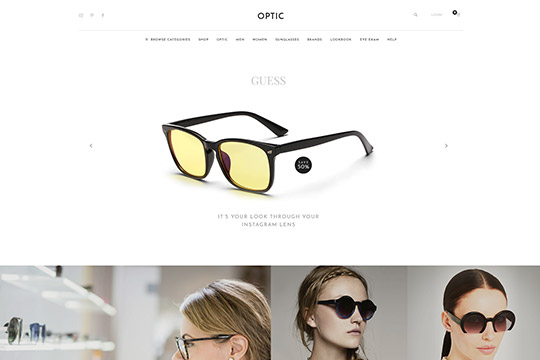 OPTIC
LOGIN
BROWSE CATEGORIES SHOP OPTIC MEN WOMEN SUNGLASSES BRANDS LOOKBOOK EYE EXAM HELP
GUESS
SAVE
50%
IT'S YOUR LOOK THROUGH YOUR
INSTAGRAM LENS